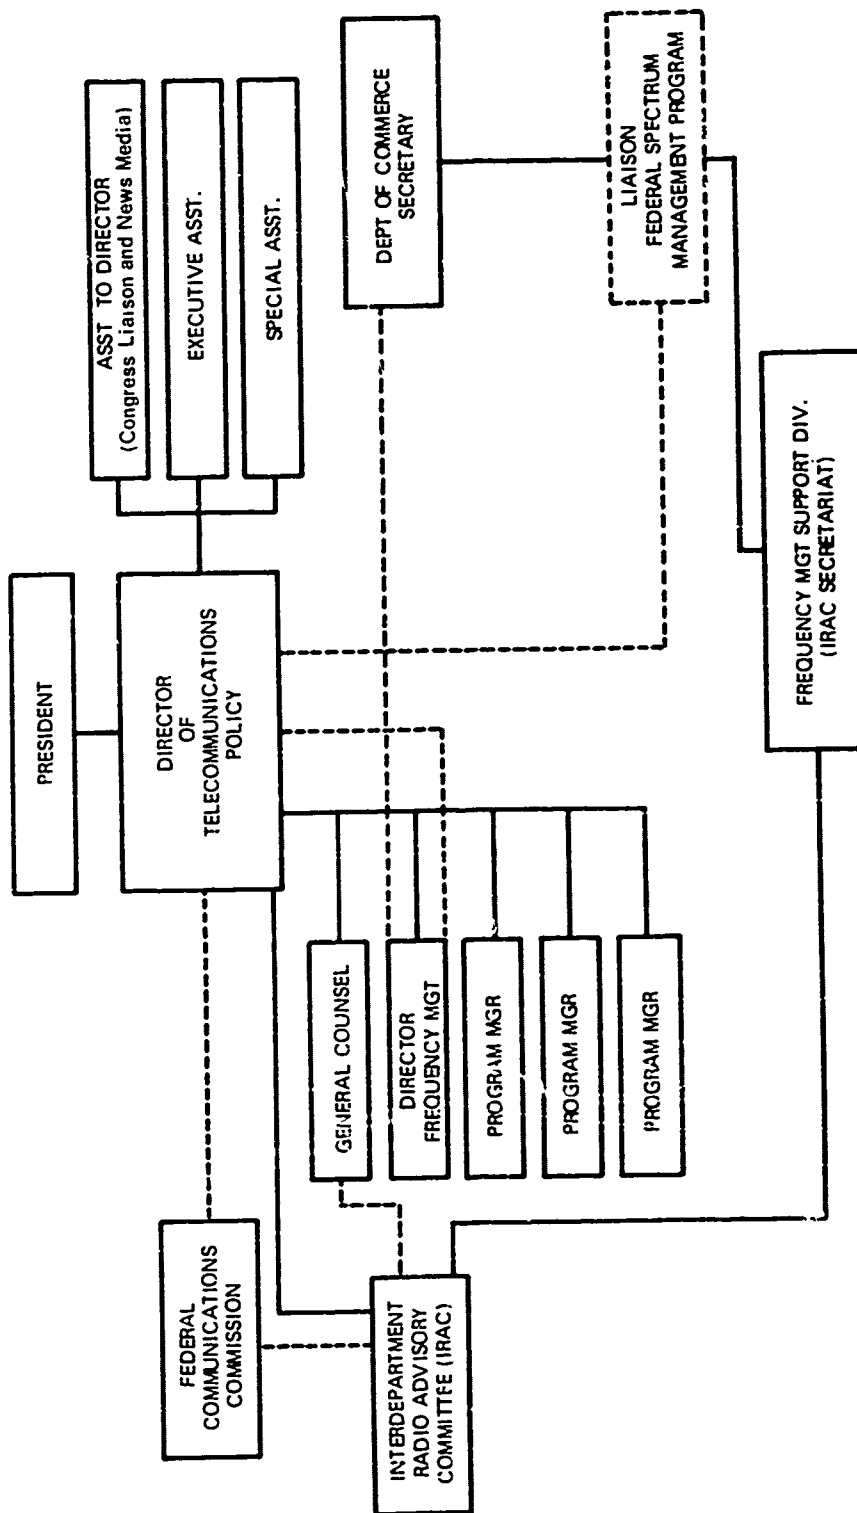 PRESIDENT
DIRECTOR
OF
TELECOMMUNICATIONS
POLICY
ASST TO DIRECTOR
(Congress Liaison and News Media)
EXECUTIVE ASST.
SPECIAL ASST.
FEDERAL
COMMUNICATIONS
COMMISSION
INTERDEPARTMENT
RADIO ADVISORY
COMMITTEE (IRAC)
GENERAL COUNSEL
DIRECTOR
FREQUENCY MGT
PROGRAM MGR
PROGRAM MGR
PROGRAM MGR
DEPT OF COMMERCE
SECRETARY
LIAISON
FEDERAL SPECTRUM
MANAGEMENT PROGRAM
FREQUENCY MGT SUPPORT DIV.
(IRAC SECRETARIAT)